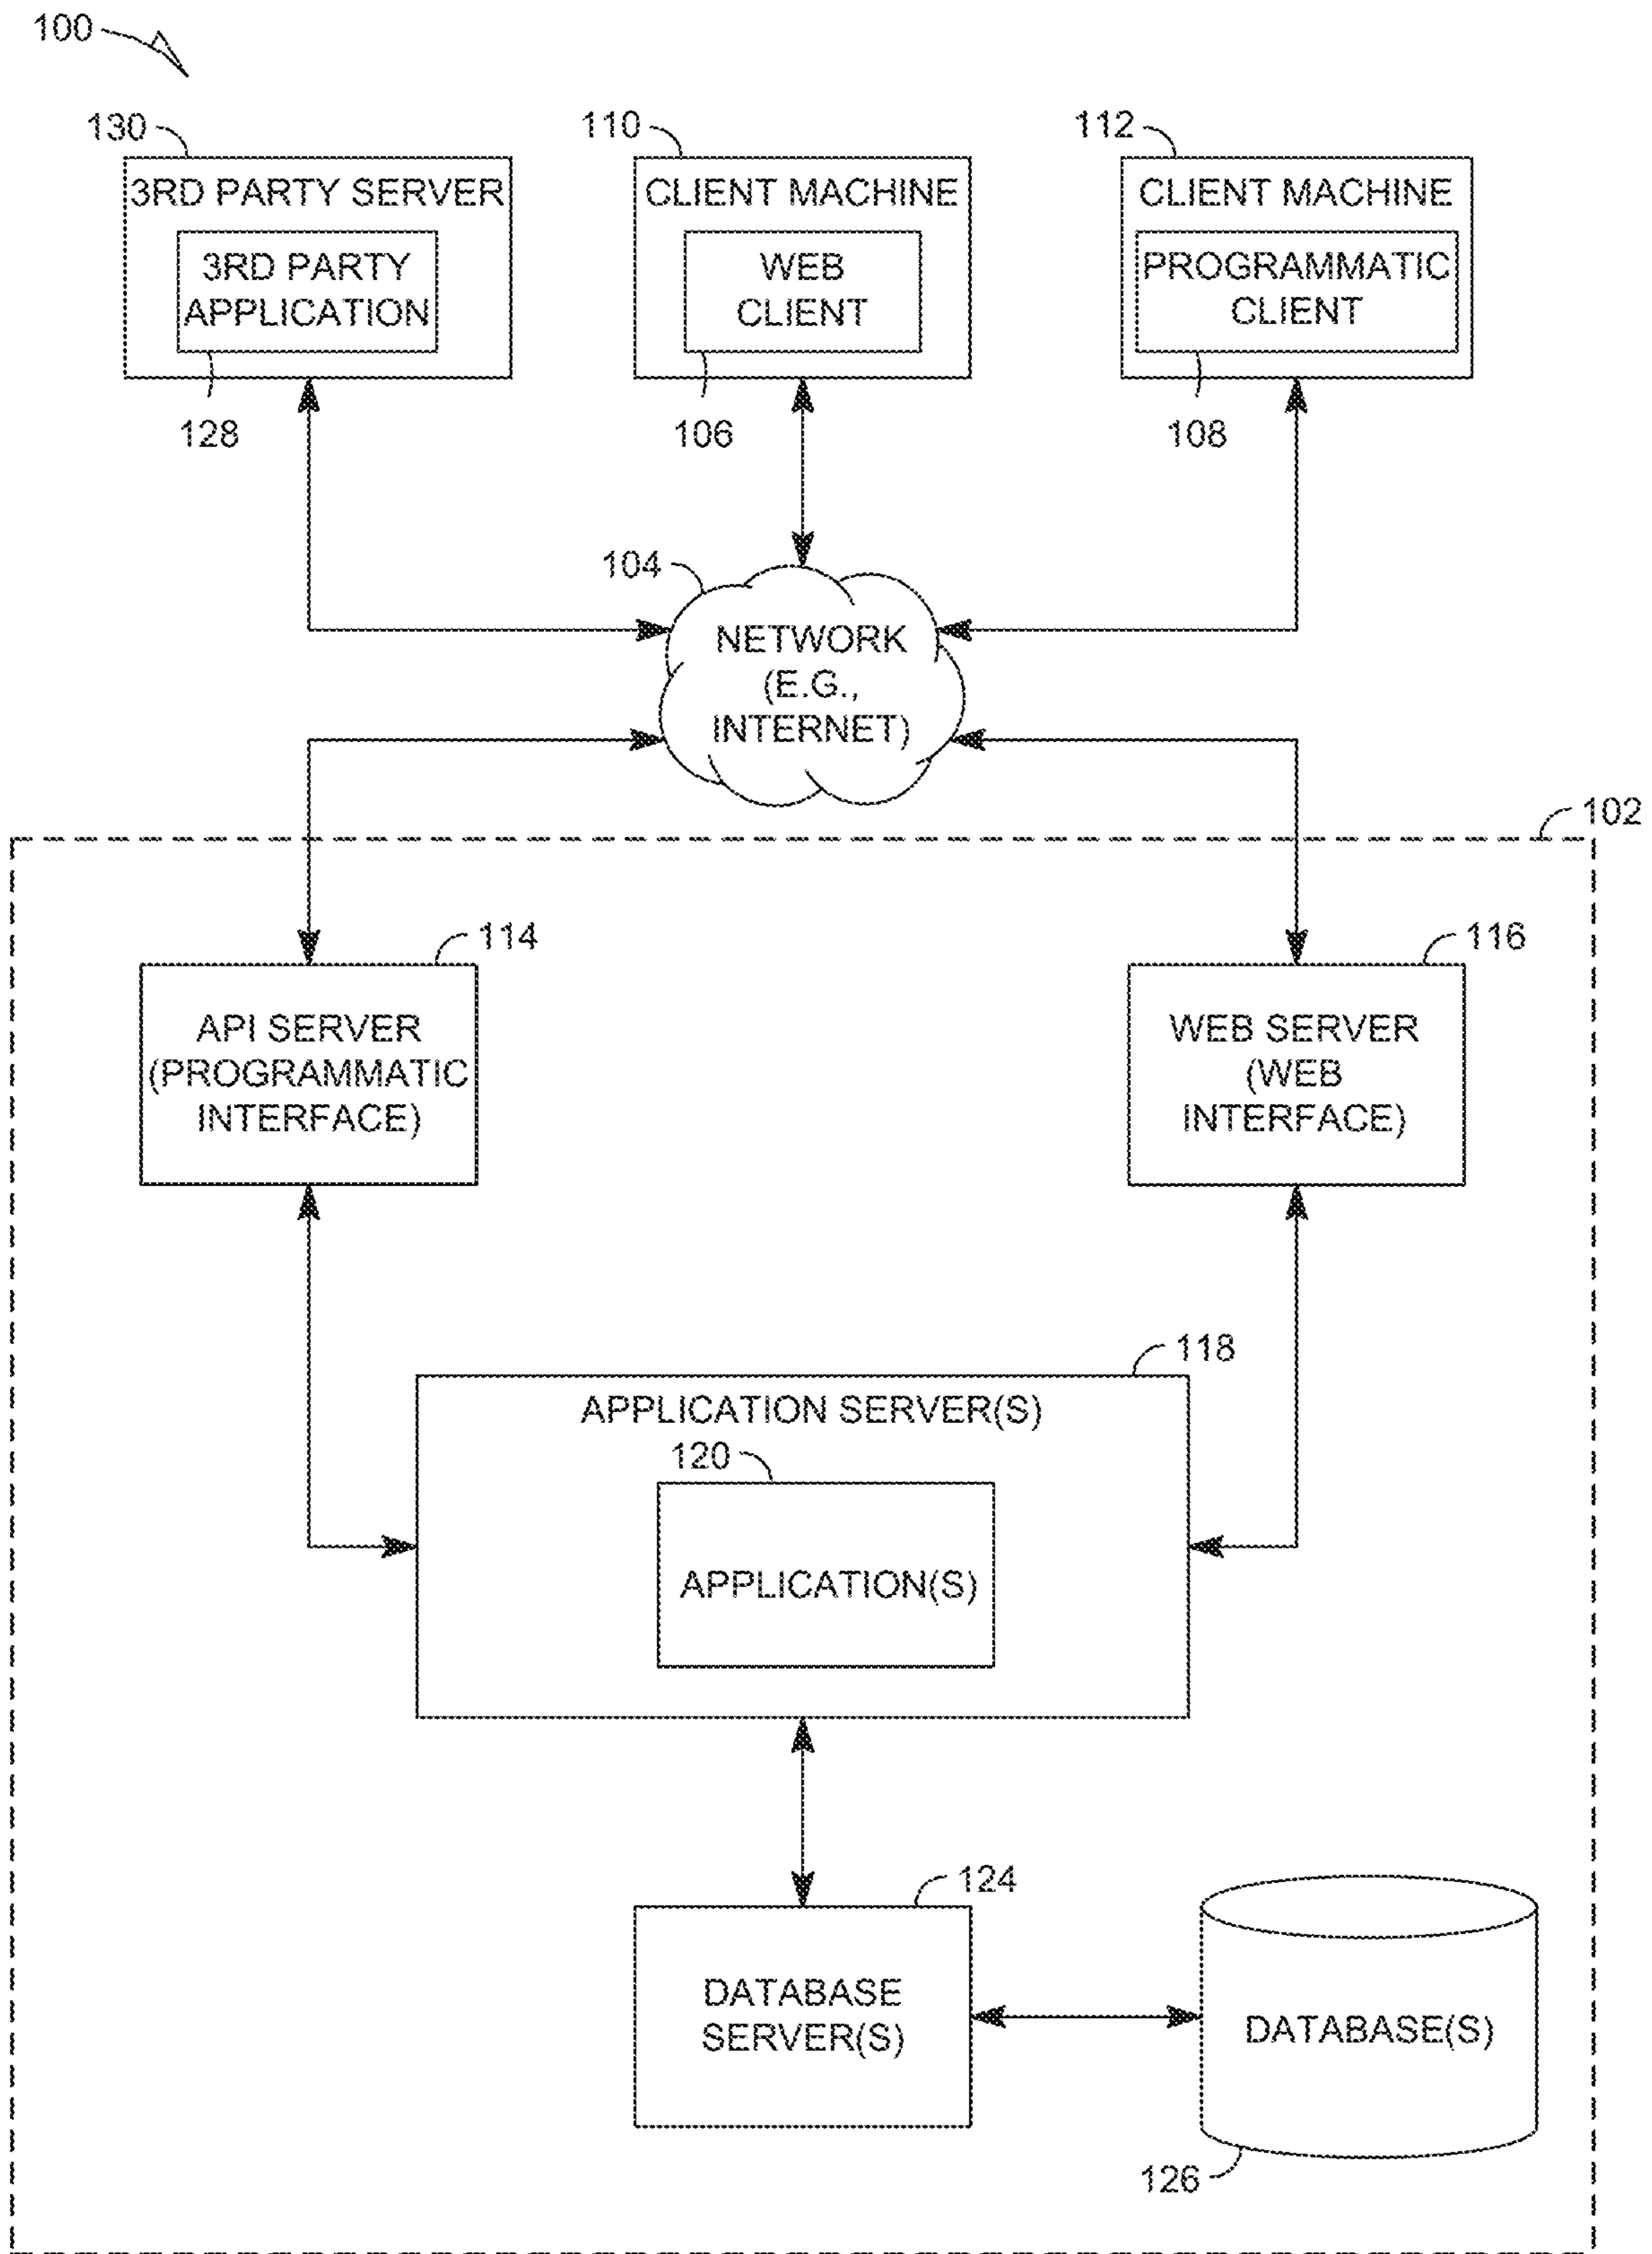 100
130
110
112
3RD PARTY SERVER
3RD PARTY
APPLICATION
CLIENT MACHINE
WEB
CLIENT
CLIENT MACHINE
PROGRAMMATIC
CLIENT
128
106
108
104
NETWORK
(E.G.,
INTERNET)
102
114
116
API SERVER
(PROGRAMMATIC
INTERFACE)
WEB SERVER
(WEB
INTERFACE)
118
APPLICATION SERVER(S)
120
APPLICATION(S)
124
DATABASE
SERVER(S)
DATABASE(S)
126